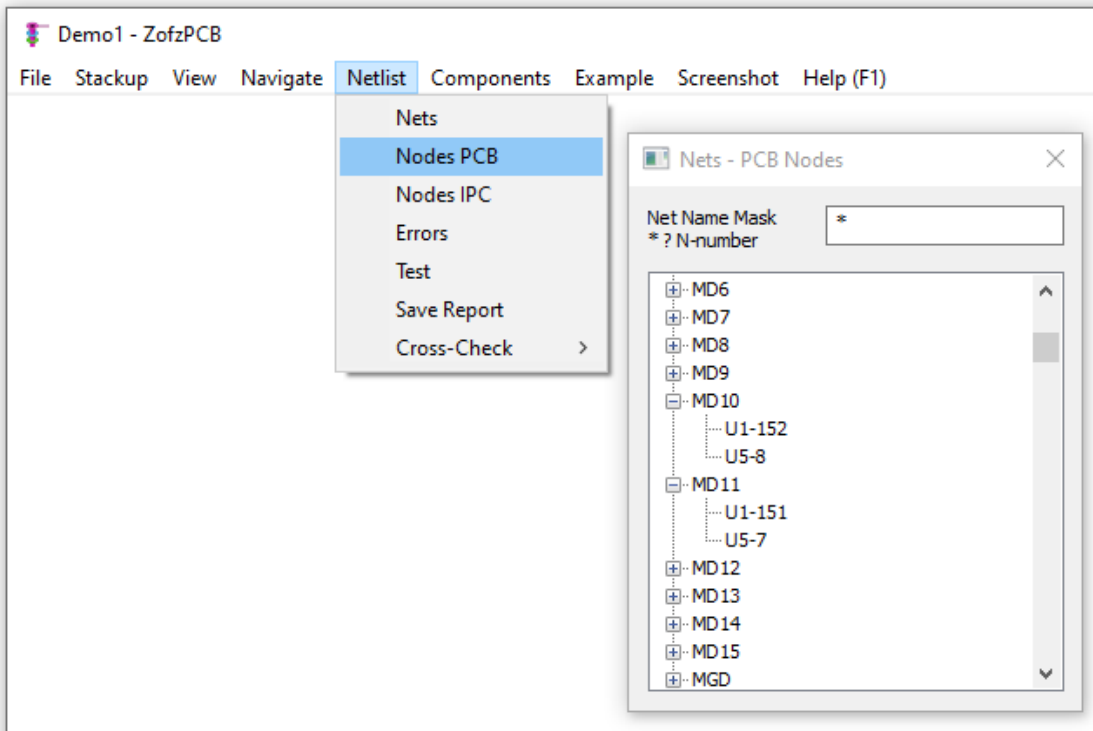 Demo1 - ZofzPCB
File Stackup View Navigate Netlist Components Example Screenshot Help (F1)
Nets
Nodes PCB
Nodes IPC
Errors
Test
Save Report
Cross-Check
Nets - PCB Nodes
Net Name Mask
* ? N-number
*
MD6
MD7
MD8
MD9
MD10
U1-152
U5-8
MD11
U1-151
U5-7
MD12
MD13
MD14
MD15
MGD